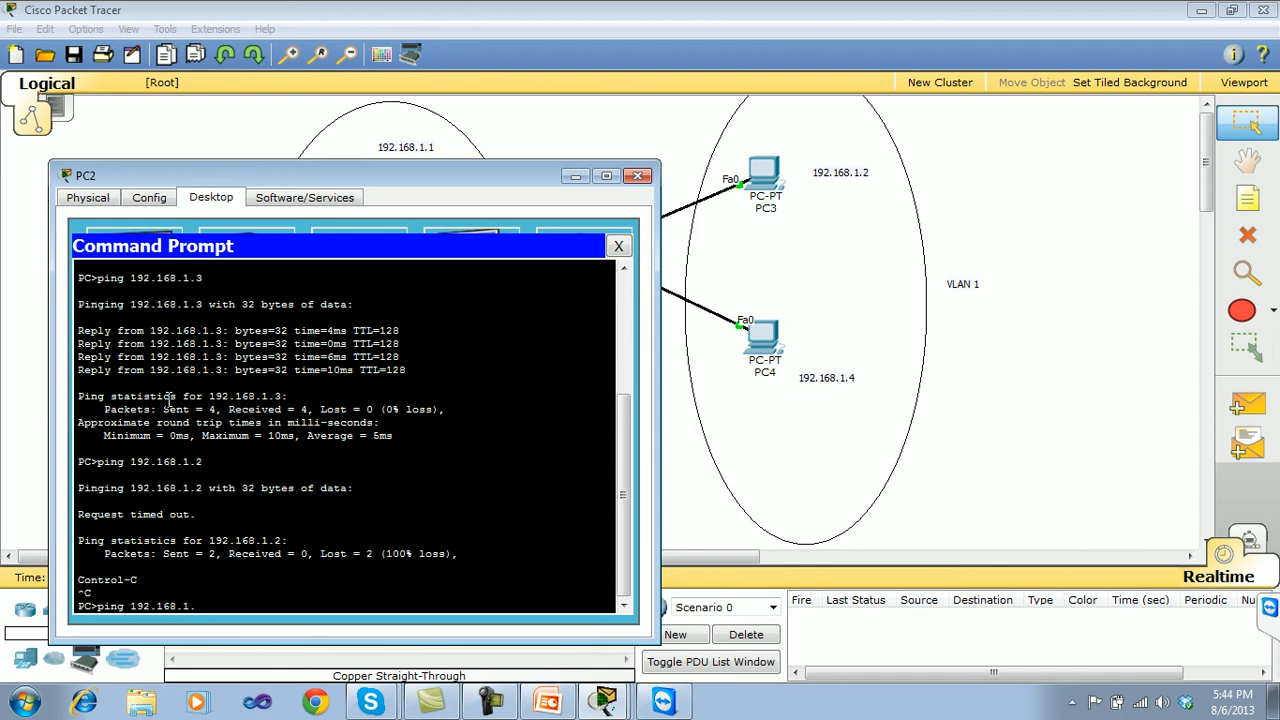 Cisco Packet Tracer
File Edit Options View Tools Extensions Help
Logical [Root] New Cluster Move Object Set Tiled Background Viewport
192.168.1.1
Fa0
192.168.1.2
PC-PT
PC3
VLAN 1
Fa0
PC-PT
PC4
192.168.1.4
PC2
Physical Config Desktop Software/Services
Command Prompt X
PC>ping 192.168.1.3
Pinging 192.168.1.3 with 32 bytes of data:
Reply from 192.168.1.3: bytes=32 time=4ms TTL=128
Reply from 192.168.1.3: bytes=32 time=0ms TTL=128
Reply from 192.168.1.3: bytes=32 time=6ms TTL=128
Reply from 192.168.1.3: bytes=32 time=10ms TTL=128
Ping statistics for 192.168.1.3:
Packets: Sent = 4, Received = 4, Lost = 0 (0% loss),
Approximate round trip times in milli-seconds:
Minimum = 0ms, Maximum = 10ms, Average = 5ms
PC>ping 192.168.1.2
Pinging 192.168.1.2 with 32 bytes of data:
Request timed out.
Ping statistics for 192.168.1.2:
Packets: Sent = 2, Received = 0, Lost = 2 (100% loss),
Control-C
^C
PC>ping 192.168.1.
Time:
Realtime
Scenario 0
New Delete
Toggle PDU List Window
Fire Last Status Source Destination Type Color Time (sec) Periodic Nu
Copper Straight-Through
5:44 PM
8/6/2013